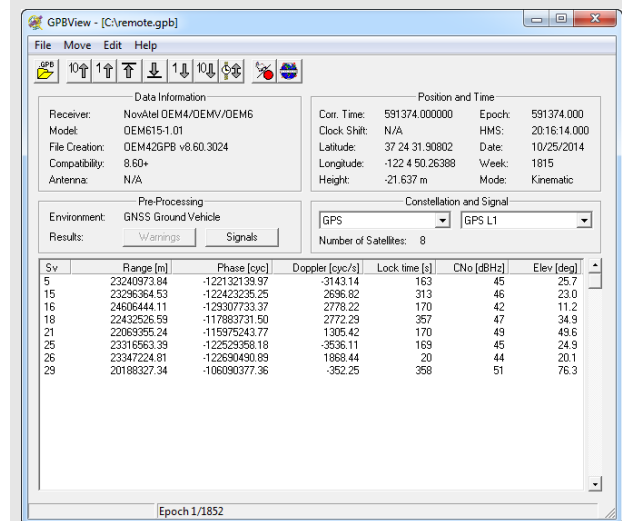 GPBView - [C:\remote.gpb]
File Move Edit Help
GPB 10 1 1 10
Data Information
Receiver: NovAtel OEM4/OEMV/OEM6
Model: OEM615-1.01
File Creation: OEM42GPB v8.60.3024
Compatibility: 8.60+
Antenna: N/A
Position and Time
Corr. Time: 591374.000000 Epoch: 591374.000
Clock Shift: N/A HMS: 20:16:14.000
Latitude: 37 24 31.90802 Date: 10/25/2014
Longitude: -122 4 50.26388 Week: 1815
Height: -21.637 m Mode: Kinematic
Pre-Processing
Environment: GNSS Ground Vehicle
Results: Warnings Signals
Constellation and Signal
GPS GPS L1
Number of Satellites: 8
Sv Range [m] Phase [cyc] Doppler [cyc/s] Lock time [s] CNo [dBHz] Elev [deg]
5 23240973.84 -122132139.97 -3143.14 163 45 25.7
15 23296364.53 -122423235.25 2696.82 313 46 23.0
16 24606444.11 -129307733.37 2778.22 170 42 11.2
18 22432526.59 -117883731.50 2772.29 357 47 34.9
21 22069355.24 -115975243.77 1305.42 170 49 49.6
25 23316563.39 -122529358.18 -3536.11 169 45 24.9
26 23347224.81 -122690490.89 1868.44 20 44 20.1
29 20188327.34 -106090377.36 -352.25 358 51 76.3
Epoch 1/1852